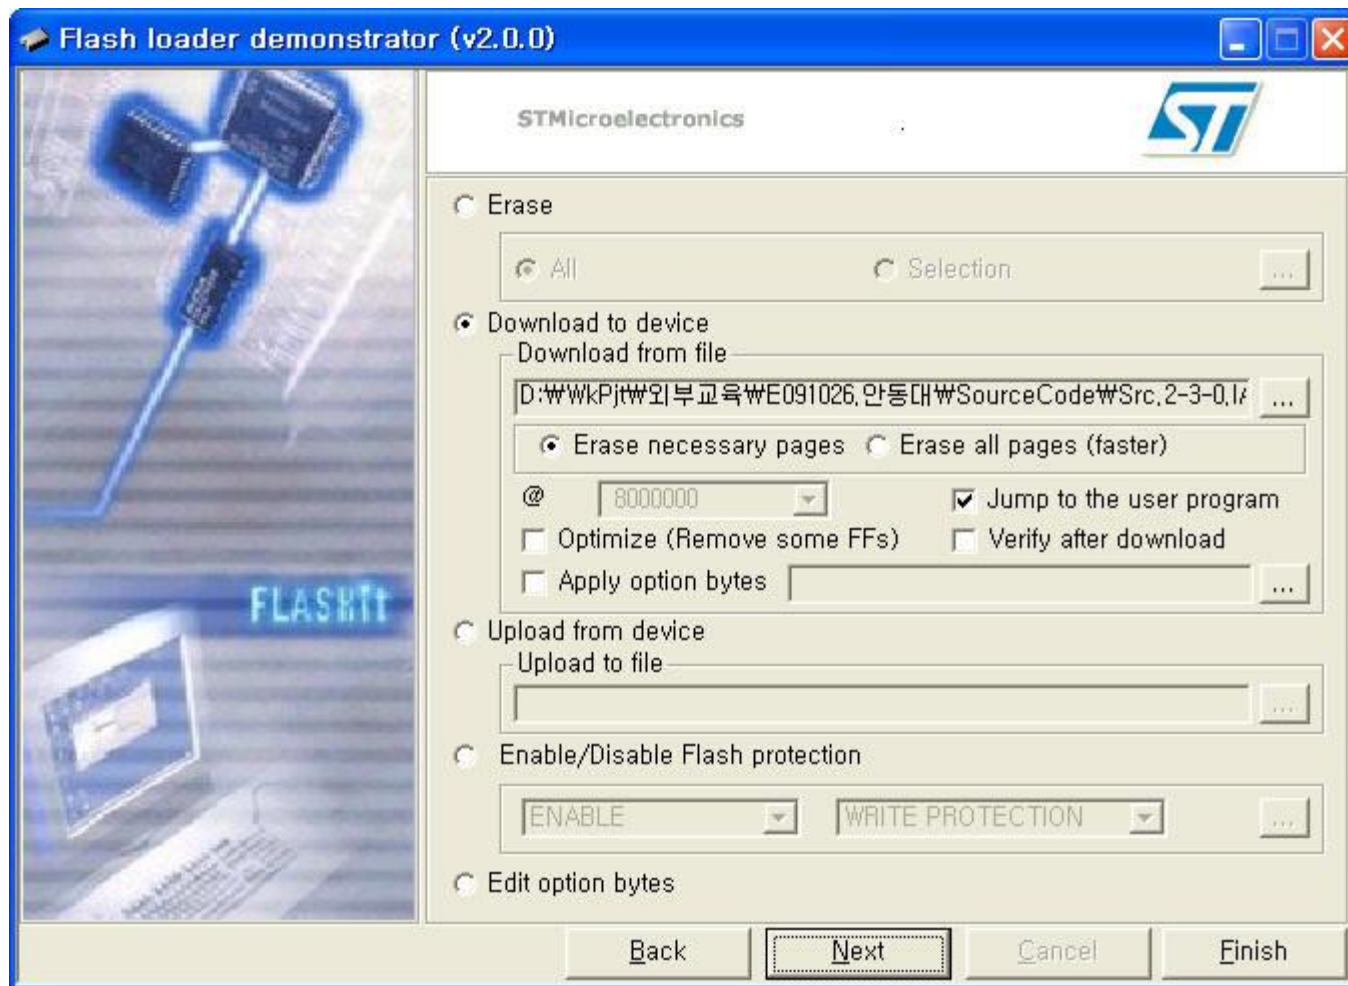 Flash loader demonstrator (v2.0.0)
STMicroelectronics
ST
Erase
All Selection ...
Download to device
Download from file
D:₩WkPjt₩외부교육₩E091026,안동대₩SourceCode₩Src,2-3-0,IA ...
Erase necessary pages Erase all pages (faster)
@ 8000000 Jump to the user program
Optimize (Remove some FFs) Verify after download
Apply option bytes ...
FLASHit
Upload from device
Upload to file
...
Enable/Disable Flash protection
ENABLE WRITE PROTECTION ...
Edit option bytes
Back Next Cancel Finish